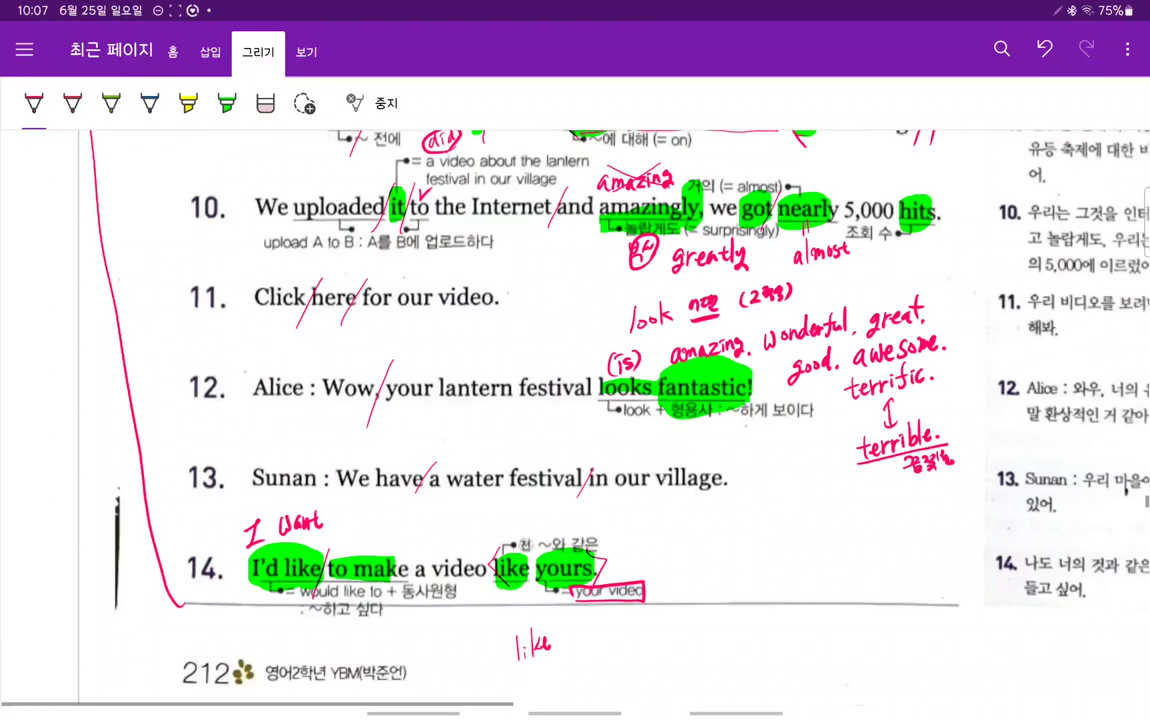 10:07 6월 25일 일요일 75%
최근 페이지 홈 삽입 그리기 보기
중지
~ 전에 did ~에 대해 (= on)
유등 축제에 대한 비
어.
= a video about the lantern
festival in our village
amazing 거의 (= almost)
10. We uploaded it to the Internet and amazingly, we got nearly 5,000 hits.
upload A to B : A를 B에 업로드하다
놀랍게도 (= surprisingly) 조회 수
greatly almost
10. 우리는 그것을 인터
고 놀랍게도, 우리는
의 5,000에 이르렀어
11. Click here for our video.
11. 우리 비디오를 보려
해봐.
look
(is) amazing. wonderful. great.
good. awesome.
terrific.
terrible.
12. Alice : Wow, your lantern festival looks fantastic!
look + 형용사 : ~하게 보이다
12. Alice : 와우, 너의 유
말 환상적인 거 같아
13. Sunan : We have a water festival in our village.
13. Sunan : 우리 마을에
있어.
I want
전 ~와 같은
14. I'd like to make a video like yours.
= would like to + 동사원형
: ~하고 싶다
= your video
14. 나도 너의 것과 같은
들고 싶어.
like
212 영어2학년 YBM(박준언)